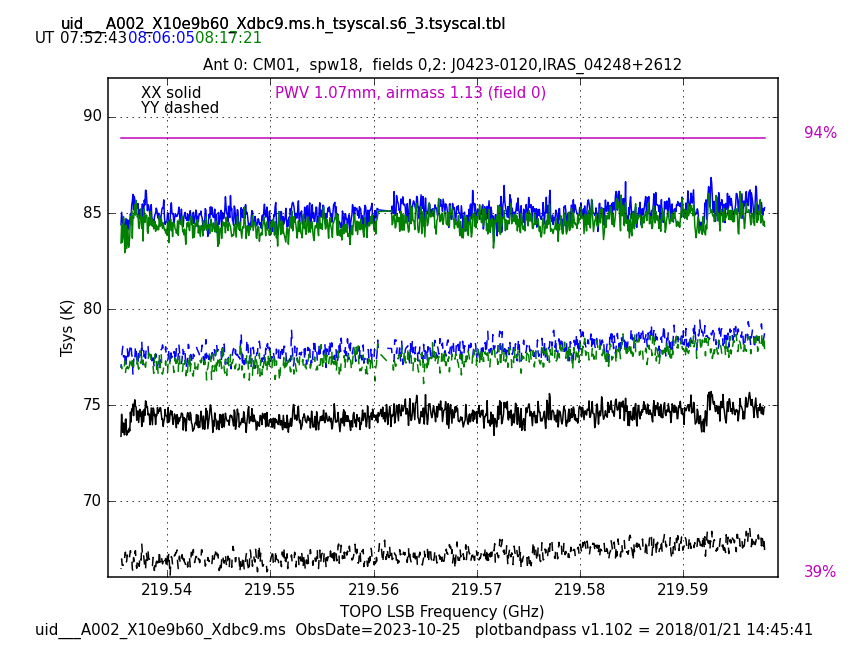 uid___A002_X10e9b60_Xdbc9.ms.h_tsyscal.s6_3.tsyscal.tbl
UT 07:52:43 08:06:05 08:17:21
Ant 0: CM01, spw18, fields 0,2: J0423-0120,IRAS_04248+2612
XX solid PWV 1.07mm, airmass 1.13 (field 0)
YY dashed
90
94%
85
80
Tsys (K)
75
70
39%
219.54 219.55 219.56 219.57 219.58 219.59
TOPO LSB Frequency (GHz)
uid___A002_X10e9b60_Xdbc9.ms ObsDate=2023-10-25 plotbandpass v1.102 = 2018/01/21 14:45:41